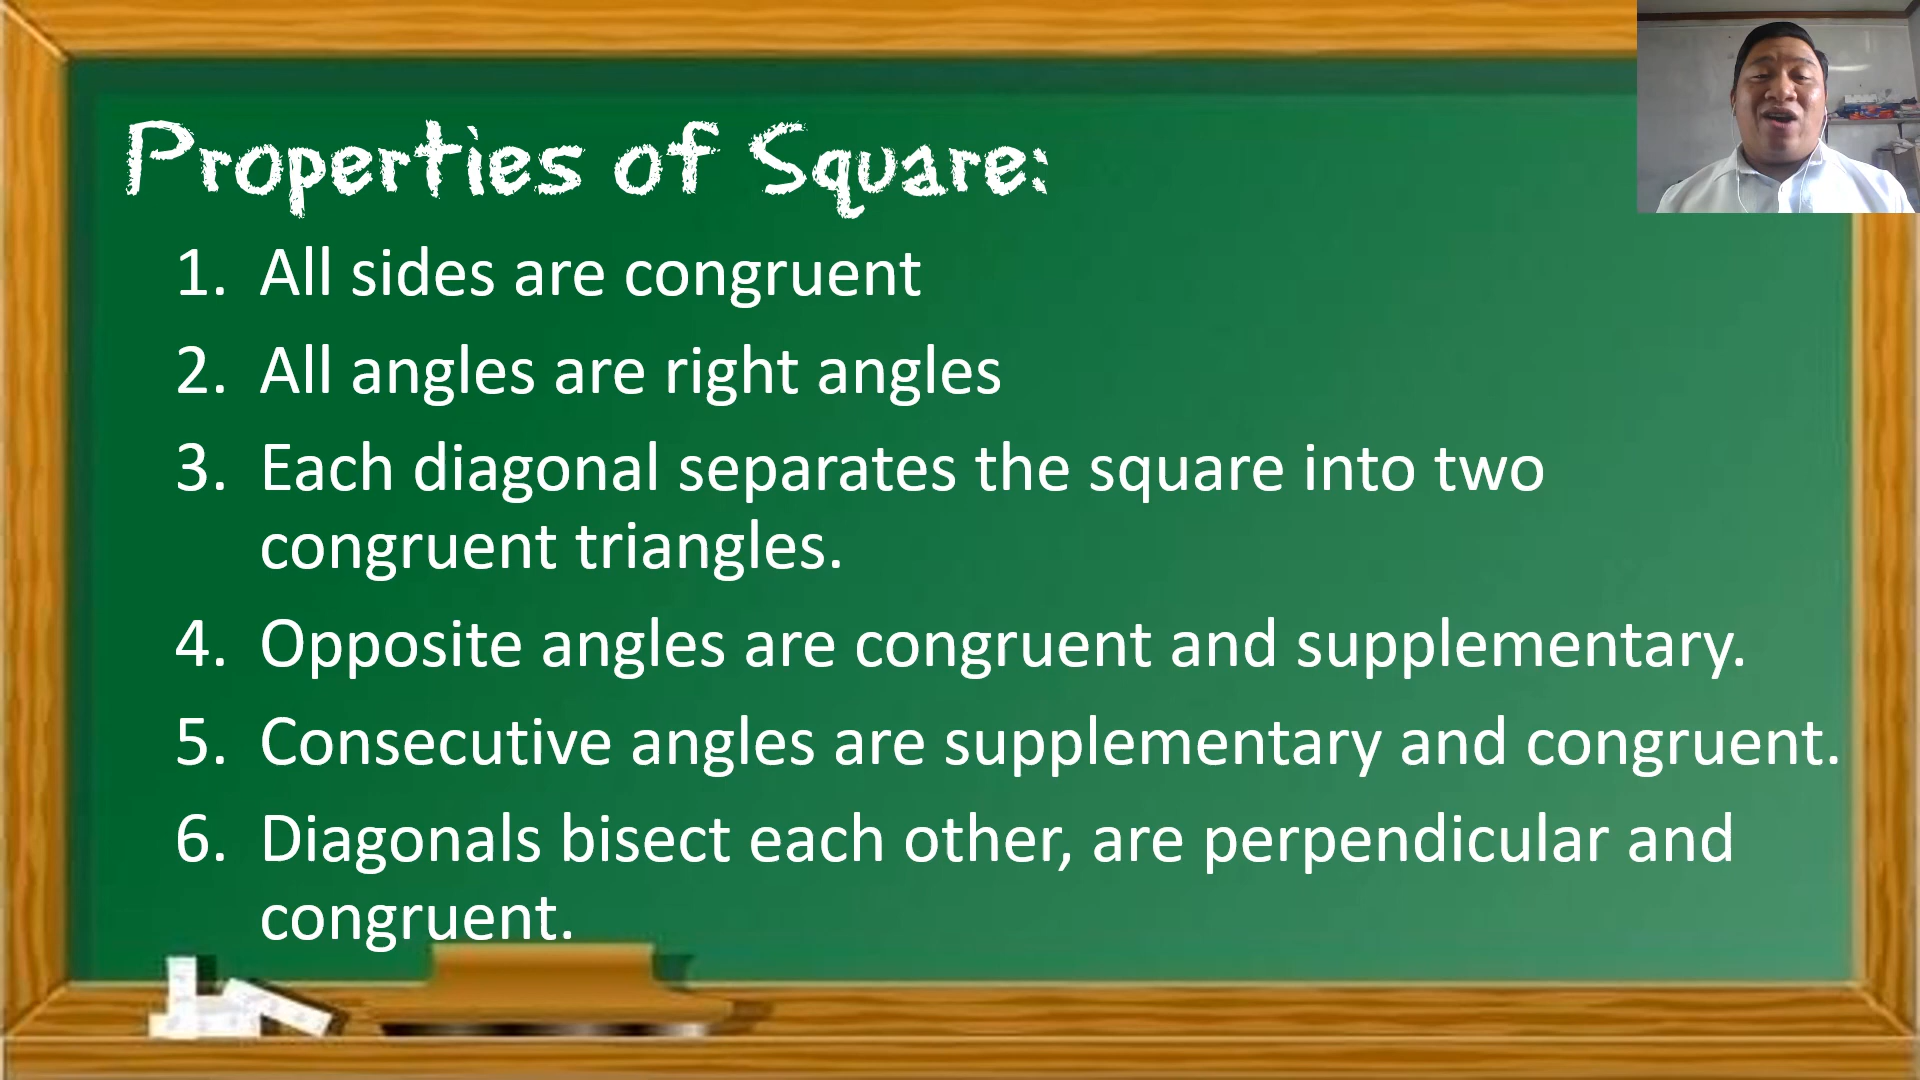 Properties of Square:
1. All sides are congruent
2. All angles are right angles
3. Each diagonal separates the square into two
congruent triangles.
4. Opposite angles are congruent and supplementary.
5. Consecutive angles are supplementary and congruent.
6. Diagonals bisect each other, are perpendicular and
congruent.